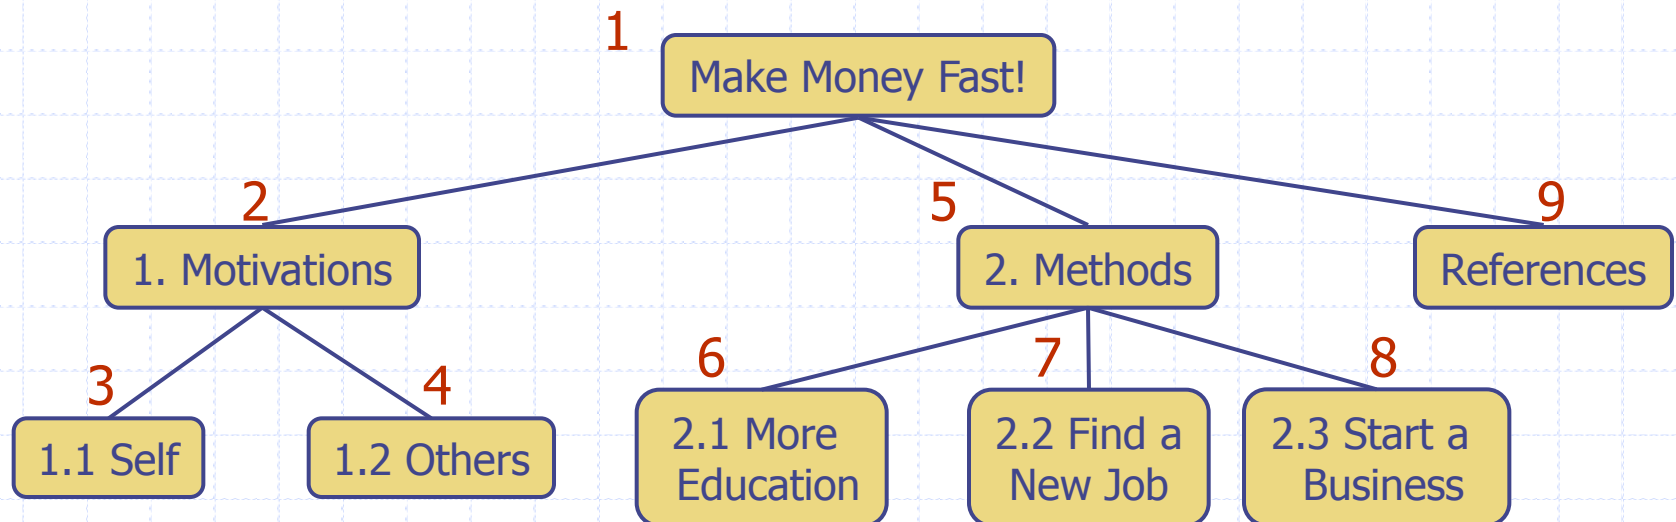 1
Make Money Fast!
2
5
9
1. Motivations
2. Methods
References
3
4
6
7
8
1.1 Self
1.2 Others
2.1 More
Education
2.2 Find a
New Job
2.3 Start a
Business